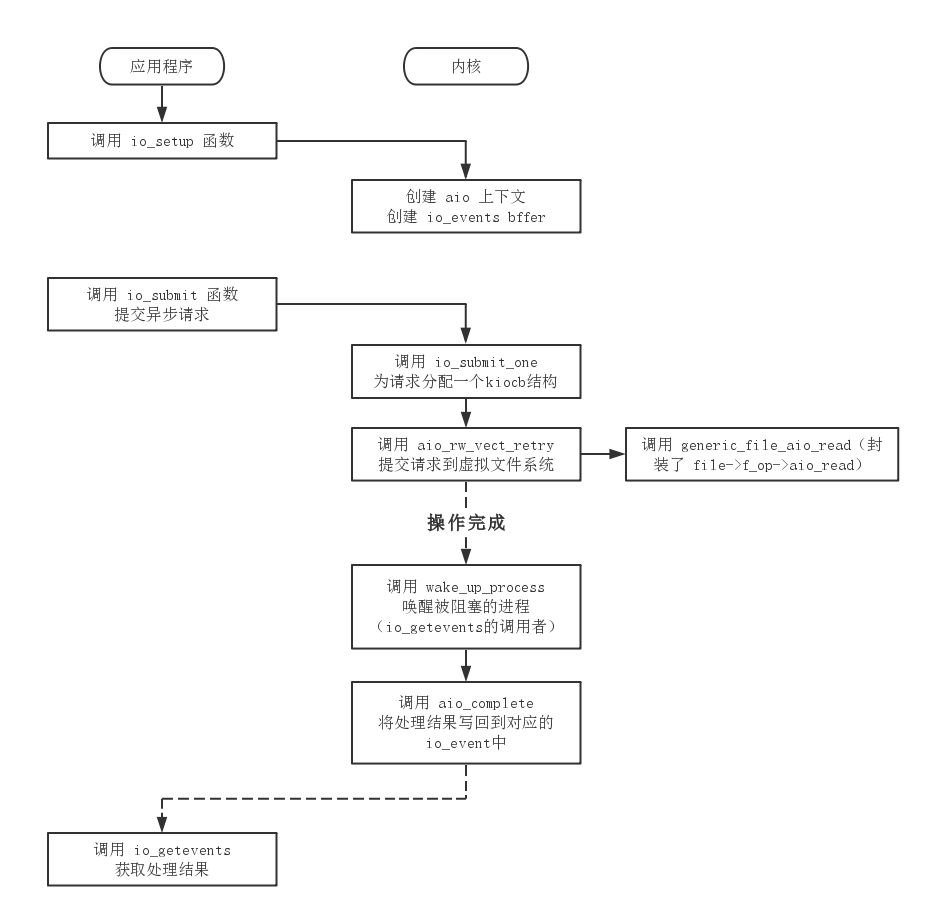 应用程序
内核
调用 io_setup 函数
创建 aio 上下文
创建 io_events bffer
调用 io_submit 函数
提交异步请求
调用 io_submit_one
为请求分配一个kiocb结构
调用 aio_rw_vect_retry
提交请求到虚拟文件系统
调用 generic_file_aio_read（封
装了 file->f_op->aio_read）
操作完成
调用 wake_up_process
唤醒被阻塞的进程
（io_getevents的调用者）
调用 aio_complete
将处理结果写回到对应的
io_event中
调用 io_getevents
获取处理结果